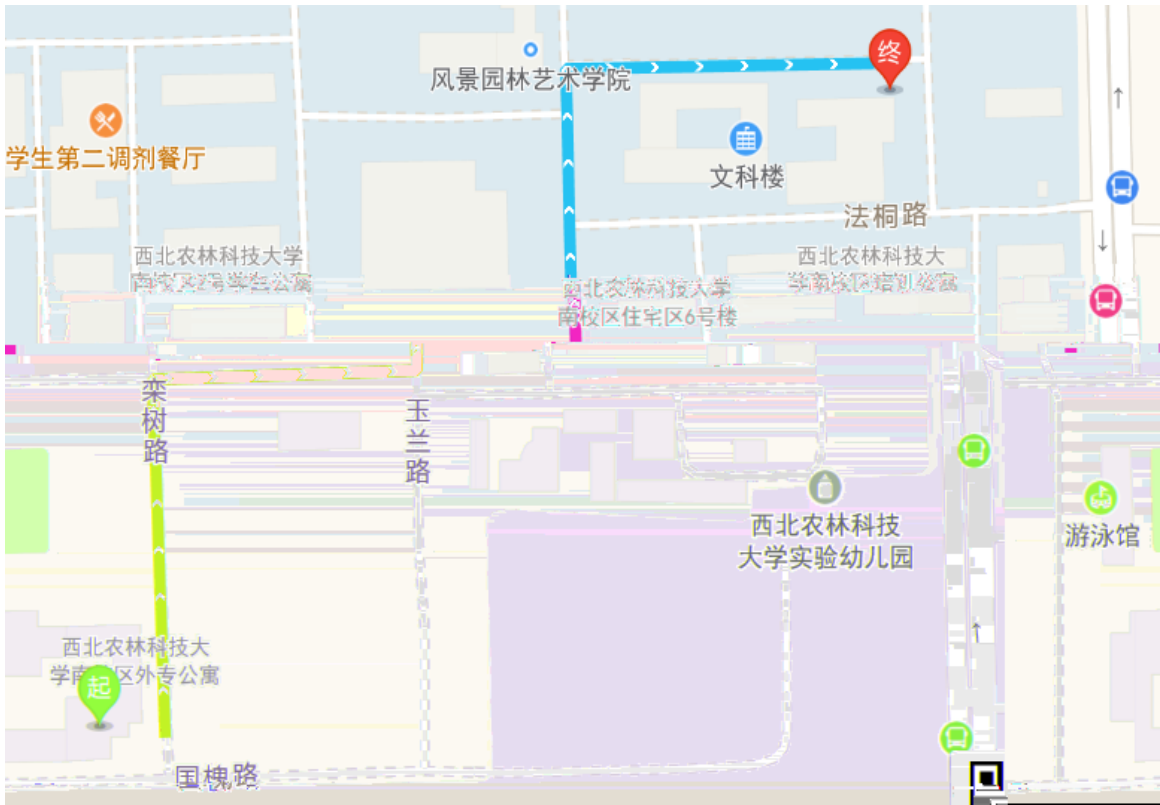 终
风景园林艺术学院
学生第二调剂餐厅
文科楼
法桐路
西北农林科技大学
南校区2号学生公寓
西北农林科技大
学南校区培训公寓
西北农林科技大学
南校区住宅区6号楼
栾树路
玉兰路
西北农林科技
大学实验幼儿园
游泳馆
西北农林科技大
学南校区外专公寓
起
国槐路